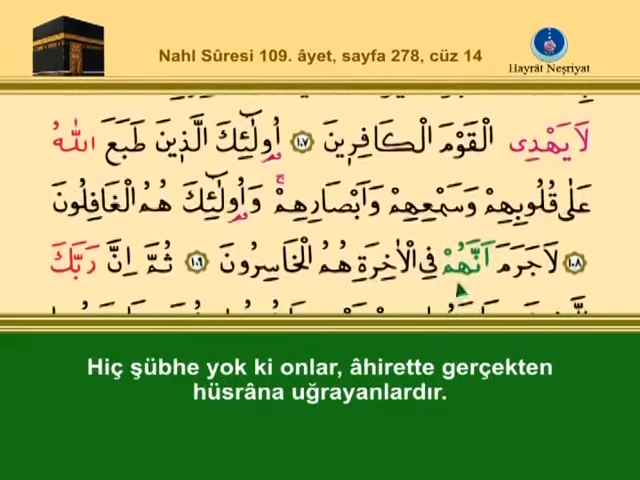 Nahl Sûresi 109. âyet, sayfa 278, cüz 14
Hayrât Neşriyat
لَا يَهْدِى الْقَوْمَ الْكَافِرٖينَ ١٠٧ اُولٰٓئِكَ الَّذٖينَ طَبَعَ اللّٰهُ
عَلٰى قُلُوبِهِمْ وَسَمْعِهِمْ وَاَبْصَارِهِمْۚ وَاُولٰٓئِكَ هُمُ الْغَافِلُونَ
١٠٨ لَاجَرَمَ اَنَّهُمْ فِى الْاٰخِرَةِ هُمُ الْخَاسِرُونَ ١٠٩ ثُمَّ اِنَّ رَبَّكَ
Hiç şübhe yok ki onlar, âhirette gerçekten
hüsrâna uğrayanlardır.